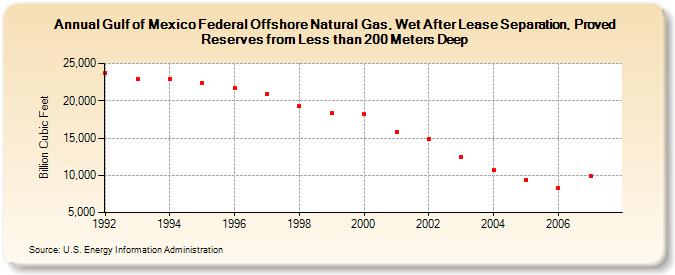 Annual Gulf of Mexico Federal Offshore Natural Gas, Wet After Lease Separation, Proved
Reserves from Less than 200 Meters Deep
Billion Cubic Feet
25,000
20,000
15,000
10,000
5,000
1992 1994 1996 1998 2000 2002 2004 2006
Source: U.S. Energy Information Administration